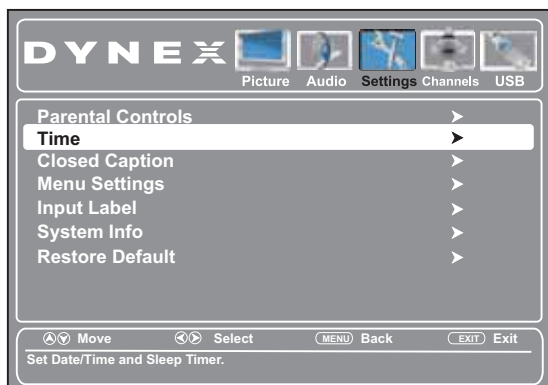 DYNEX
Picture Audio Settings Channels USB
Parental Controls
Time
Closed Caption
Menu Settings
Input Label
System Info
Restore Default
Move Select MENU Back EXIT Exit
Set Date/Time and Sleep Timer.